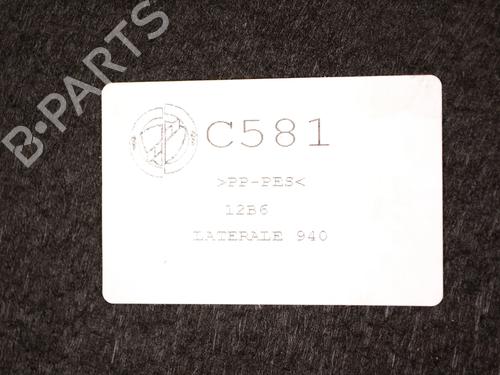 B-PARTS
C581
>PP-PES<
12B6
LATERALE 940